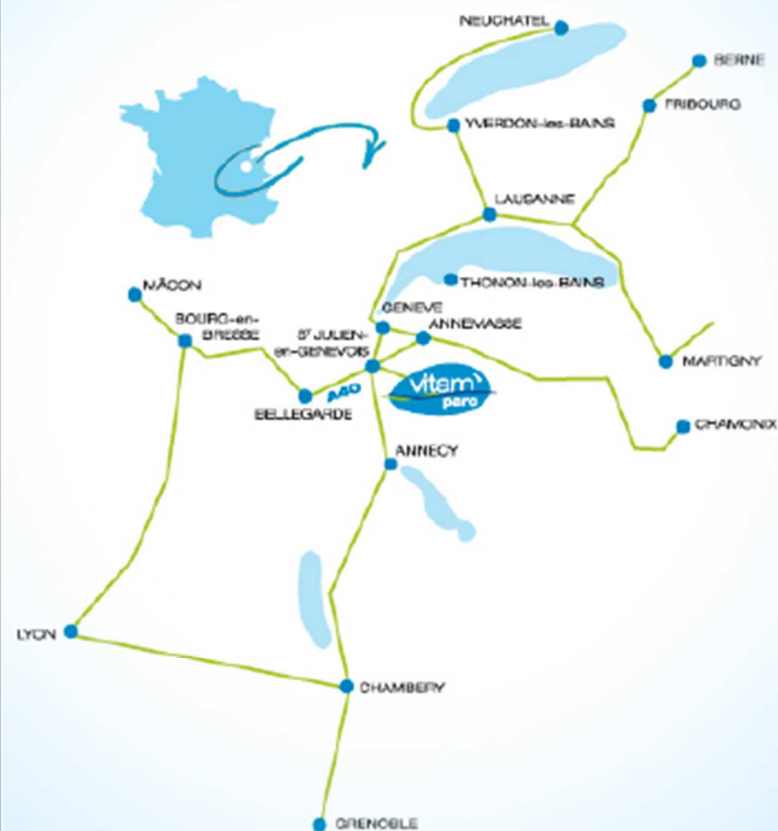 NEUCHATEL
BERNE
FRIBOURG
YVERDON-les-BAINS
LAUSANNE
THONON-les-BAINS
MÂCON
GENEVE
BOURG-en-
BRESSE
ANNEMASSE
ST JULIEN-
en-GENEVOIS
MARTIGNY
A40
vitam'
parc
BELLEGARDE
CHAMONIX
ANNECY
LYON
CHAMBERY
GRENOBLE